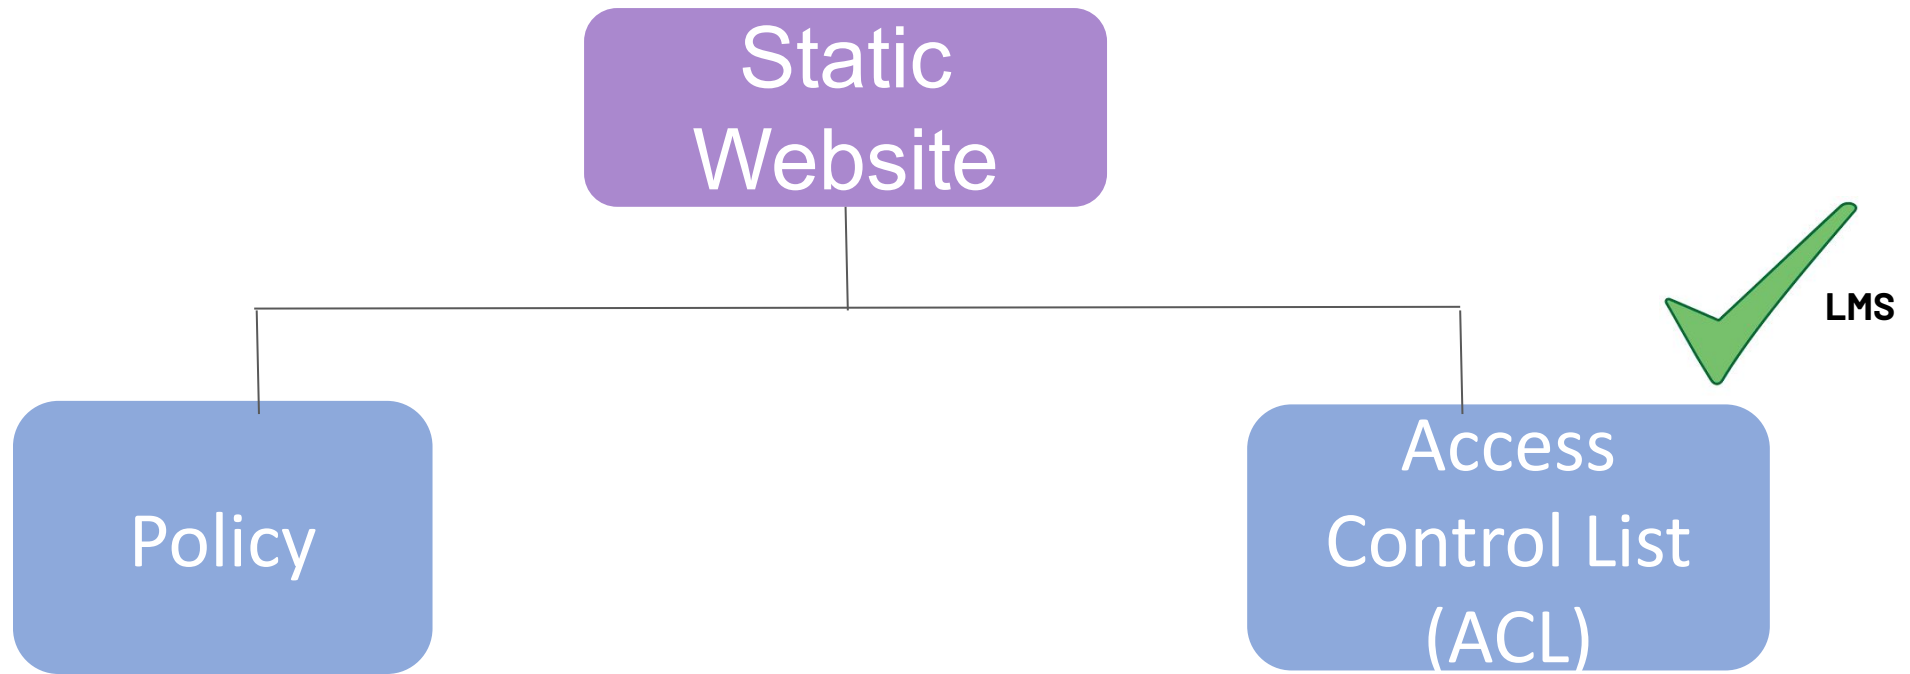 Static
Website
LMS
Policy
Access
Control List
(ACL)